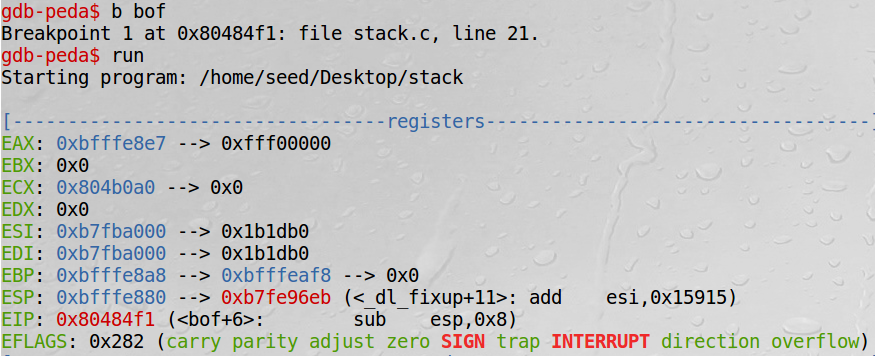 gdb-peda$ b bof
Breakpoint 1 at 0x80484f1: file stack.c, line 21.
gdb-peda$ run
Starting program: /home/seed/Desktop/stack
[----------------------------------registers-----------------------------------]
EAX: 0xbfffe8e7 --> 0xfff00000
EBX: 0x0
ECX: 0x804b0a0 --> 0x0
EDX: 0x0
ESI: 0xb7fba000 --> 0x1b1db0
EDI: 0xb7fba000 --> 0x1b1db0
EBP: 0xbfffe8a8 --> 0xbfffeaf8 --> 0x0
ESP: 0xbfffe880 --> 0xb7fe96eb (<_dl_fixup+11>: add    esi,0x15915)
EIP: 0x80484f1 (<bof+6>:        sub    esp,0x8)
EFLAGS: 0x282 (carry parity adjust zero SIGN trap INTERRUPT direction overflow)